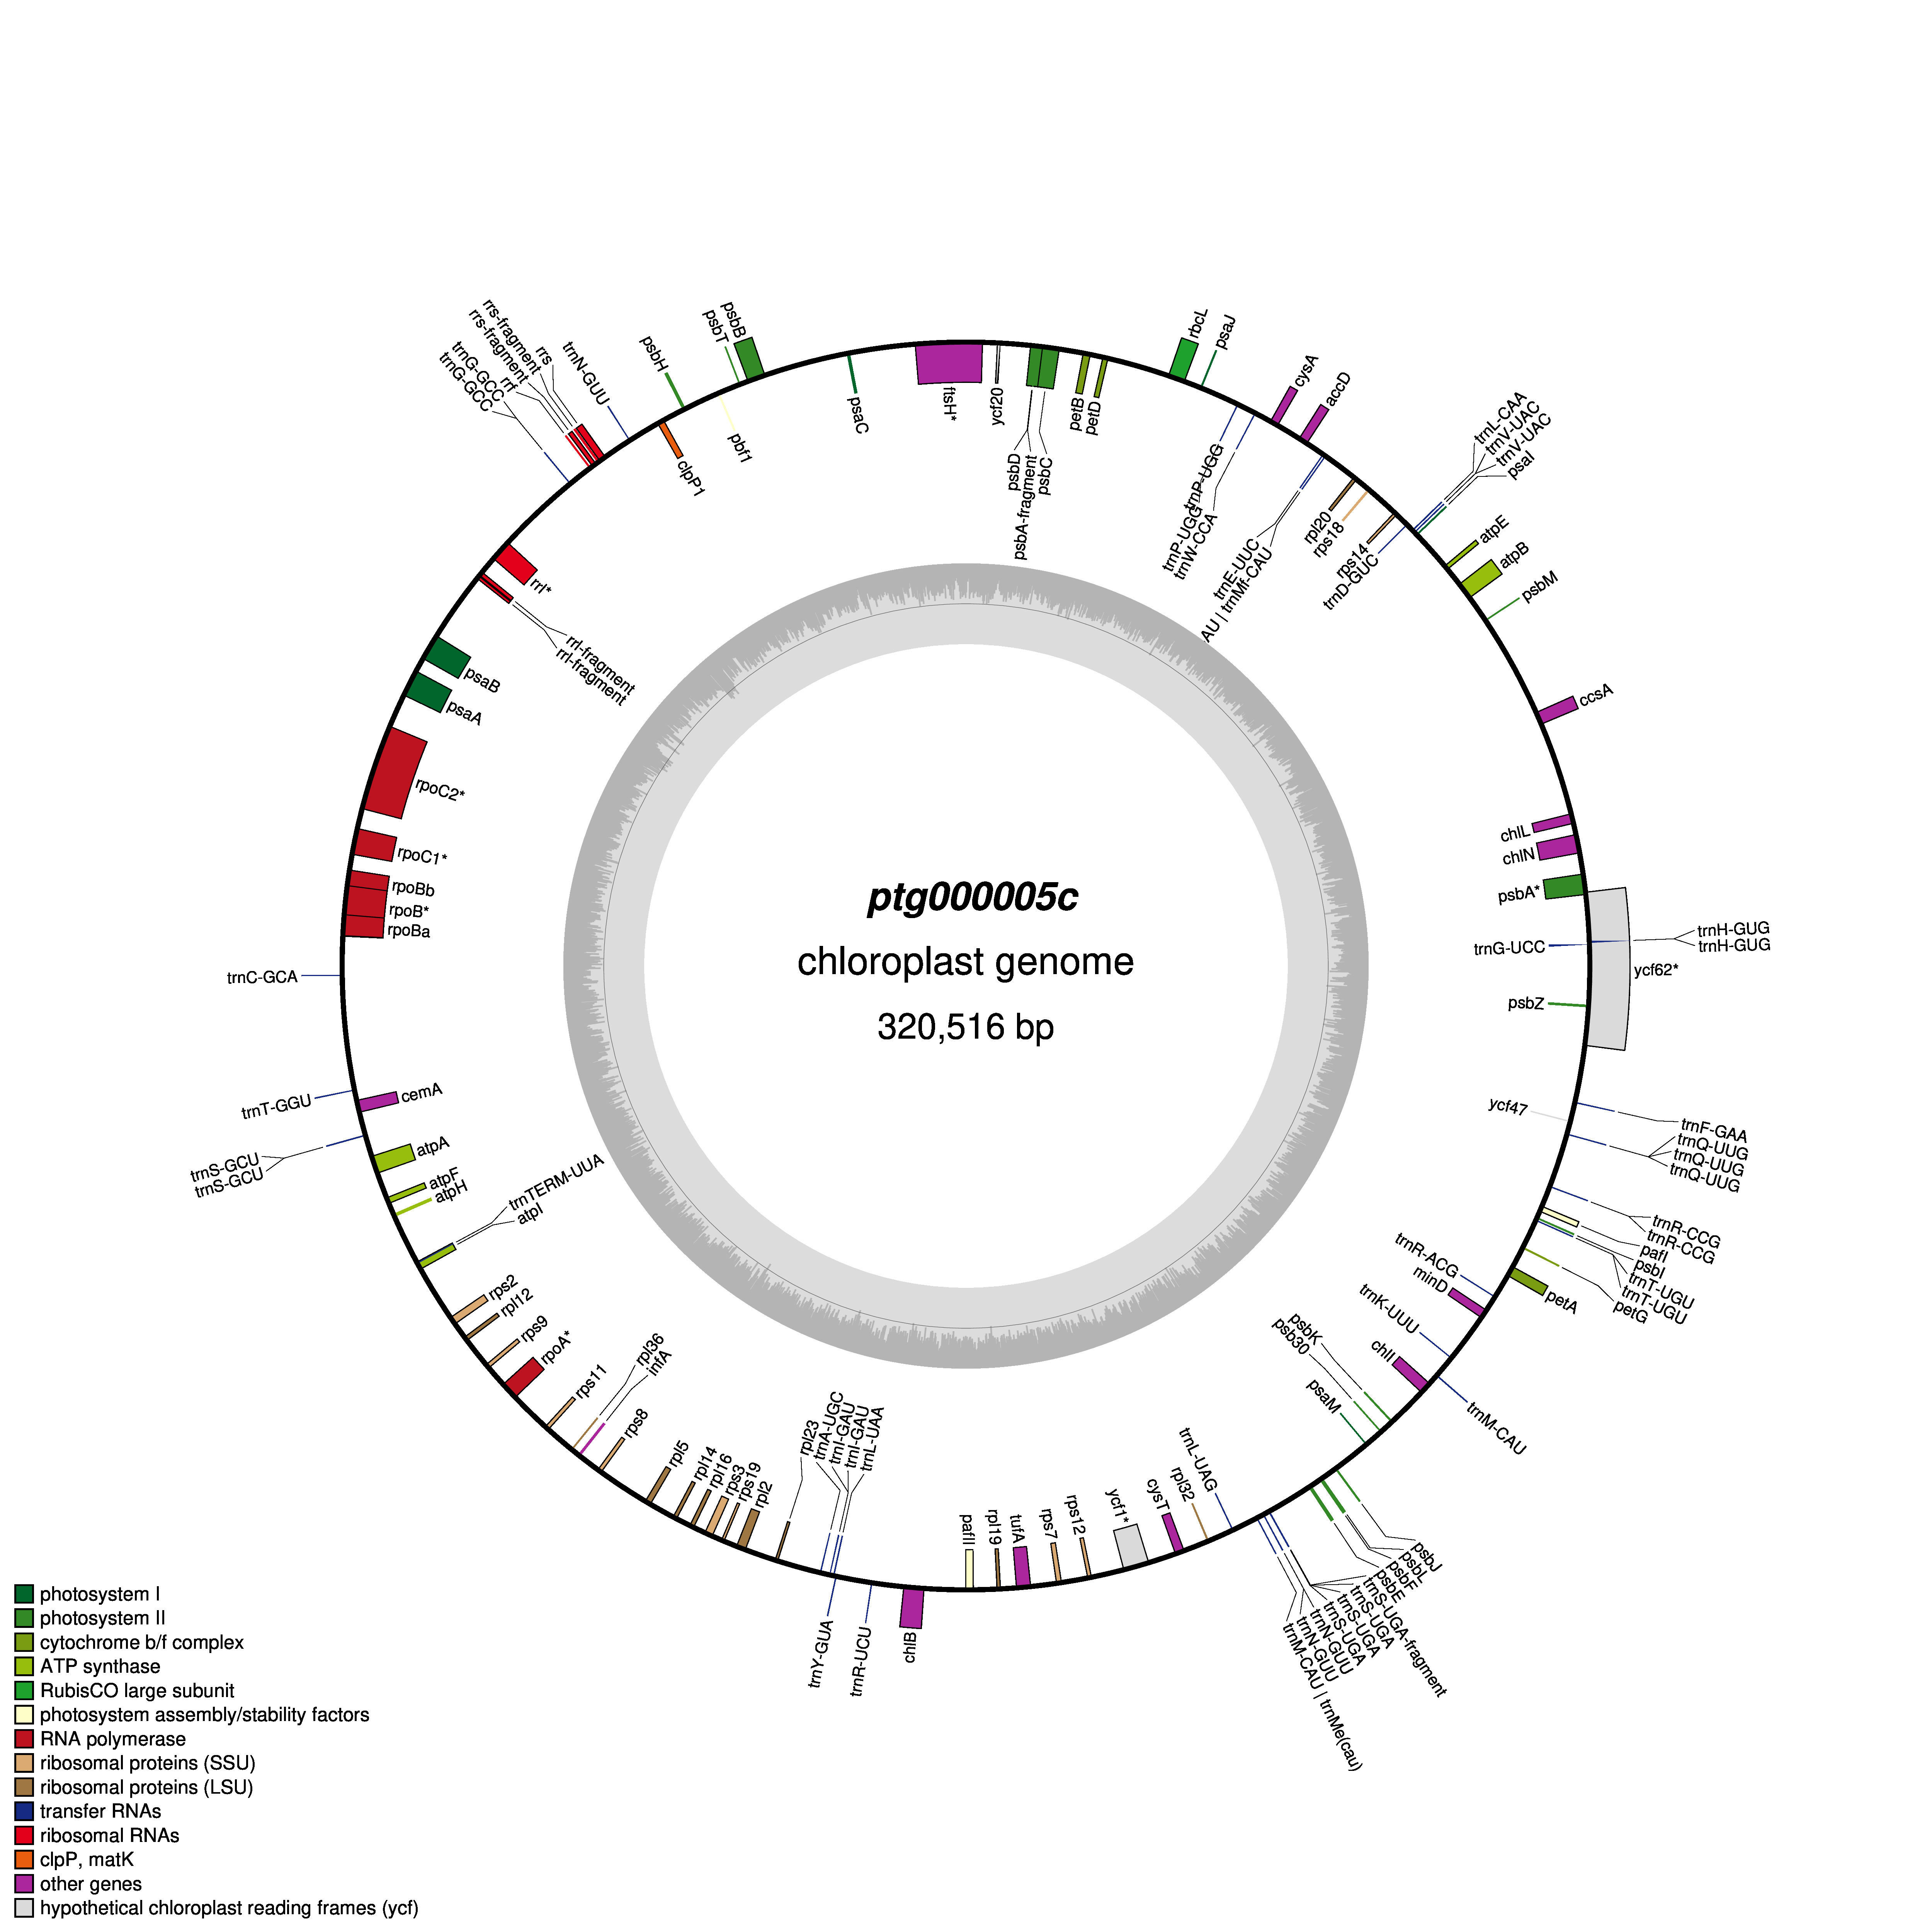 ptg000005c
chloroplast genome
320,516 bp
psbB
psbT
psbH
trnN-GUU
rrs
rrs-fragment
rrs-fragment
rrf
trnG-GCC
trnG-GCC
rbcL
psaJ
cysA
accD
trnL-CAA
trnV-UAC
trnV-UAC
psaI
atpE
atpB
psbM
ccsA
trnH-GUG
trnH-GUG
ycf62*
trnF-GAA
trnQ-UUG
trnQ-UUG
trnQ-UUG
trnR-CCG
trnR-CCG
pafI
psbI
trnT-UGU
trnT-UGU
petG
petA
trnM-CAU
psbJ
psbL
psbF
psbE
trnS-UGA-fragment
trnS-UGA
trnS-UGA
trnS-UGA
trnN-GUU
trnN-GUU
trnM-CAU | trnMe(cau)
chlB
trnR-UCU
trnY-GUA
trnS-GCU
trnS-GCU
trnT-GGU
trnC-GCA
clpP1
pbf1
psaC
ftsH*
ycf20
psbD
psbA-fragment
psbC
petB
petD
trnP-UGG
trnP-UGG
trnW-CCA
trnE-UUC
AU | trnMf-CAU
rpl20
rps18
rps14
trnD-GUC
chlL
chlN
psbA*
trnG-UCC
psbZ
ycf47
trnR-ACG
minD
trnK-UUU
chlI
psbK
psb30
psaM
trnL-UAG
rpl32
cysT
ycf1*
rps12
rps7
tufA
rpl19
pafII
trnL-UAA
trnI-GAU
trnI-GAU
trnA-UGC
rpl23
rpl2
rps19
rps3
rpl16
rpl14
rpl5
rps8
infA
rpl36
rps11
rpoA*
rps9
rpl12
rps2
atpI
trnTERM-UUA
atpH
atpF
atpA
cemA
rpoBa
rpoB*
rpoBb
rpoC1*
rpoC2*
psaA
psaB
rrl-fragment
rrl-fragment
rrl*
photosystem I
photosystem II
cytochrome b/f complex
ATP synthase
RubisCO large subunit
photosystem assembly/stability factors
RNA polymerase
ribosomal proteins (SSU)
ribosomal proteins (LSU)
transfer RNAs
ribosomal RNAs
clpP, matK
other genes
hypothetical chloroplast reading frames (ycf)